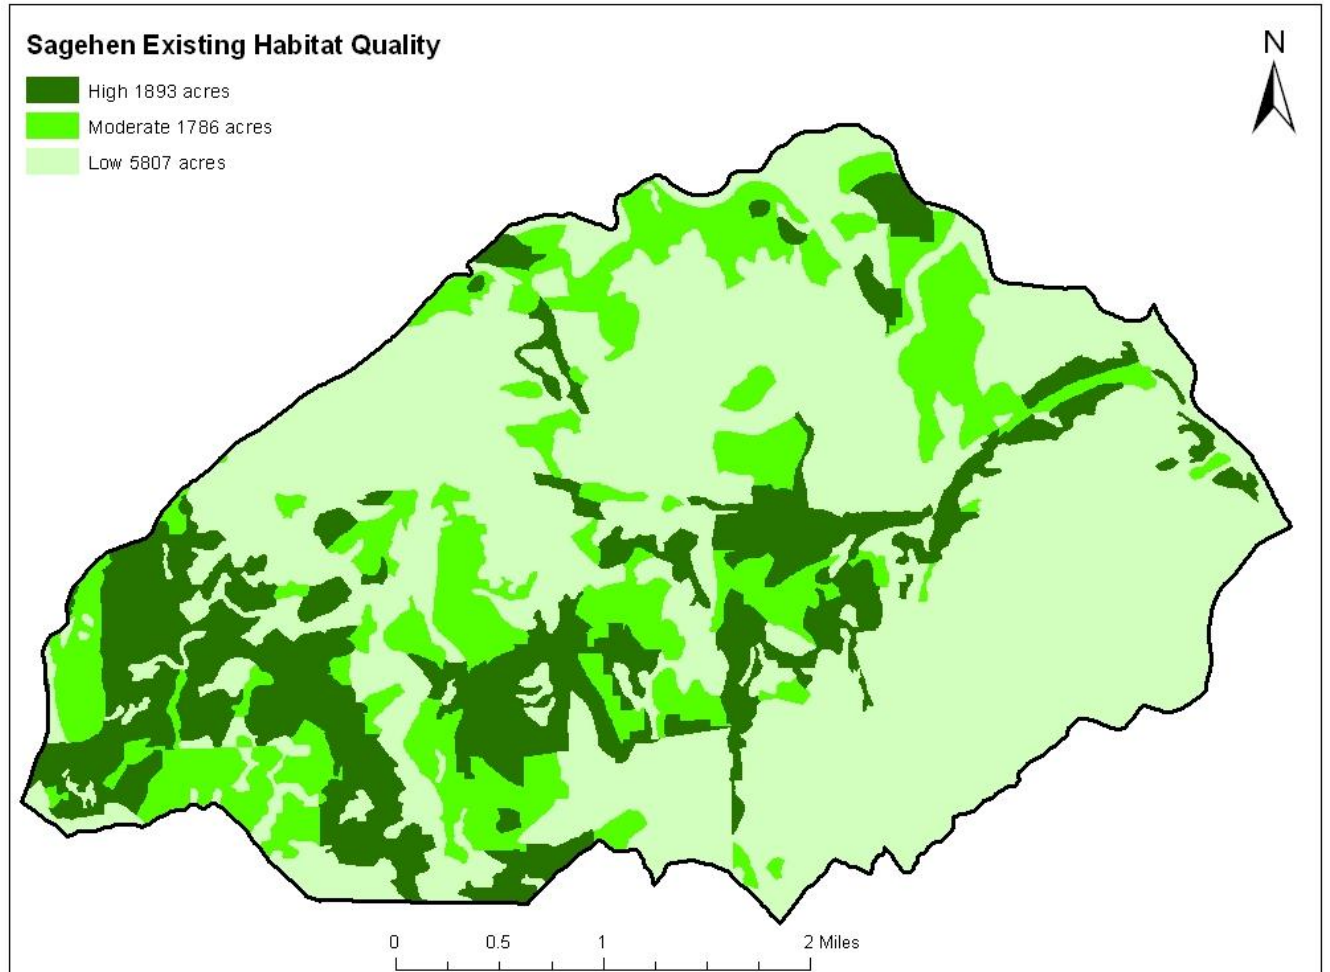 Sagehen Existing Habitat Quality
High 1893 acres
Moderate 1786 acres
Low 5807 acres
N
0 0.5 1 2 Miles